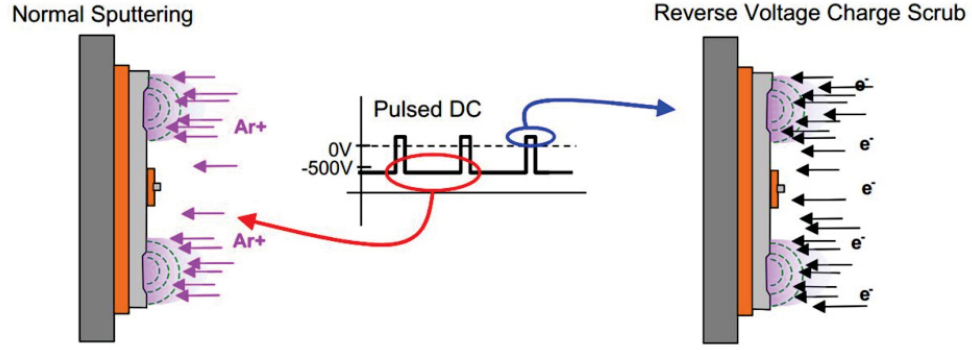 Normal Sputtering
Reverse Voltage Charge Scrub
Pulsed DC
0V
-500V
Ar+
Ar+
e-
e-
e-
e-
e-